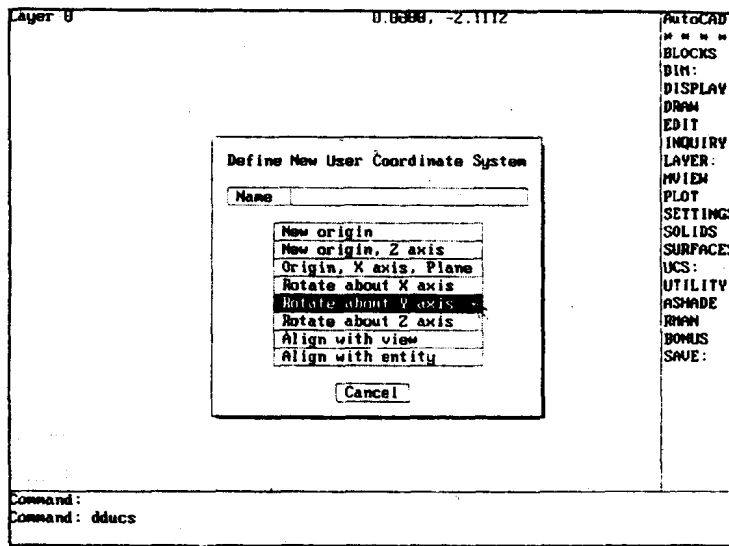 Layer 0 0.0000, -2.1112
AutoCAD
* * * *
BLOCKS
DIM:
DISPLAY
DRAW
EDIT
INQUIRY
LAYER:
MVIEW
PLOT
SETTINGS
SOLIDS
SURFACES
UCS:
UTILITY
ASHADE
RMAN
BONUS
SAVE:
Define New User Coordinate System
Name
New origin
New origin, Z axis
Origin, X axis, Plane
Rotate about X axis
Rotate about Y axis
Rotate about Z axis
Align with view
Align with entity
Cancel
Command:
Command: dducs